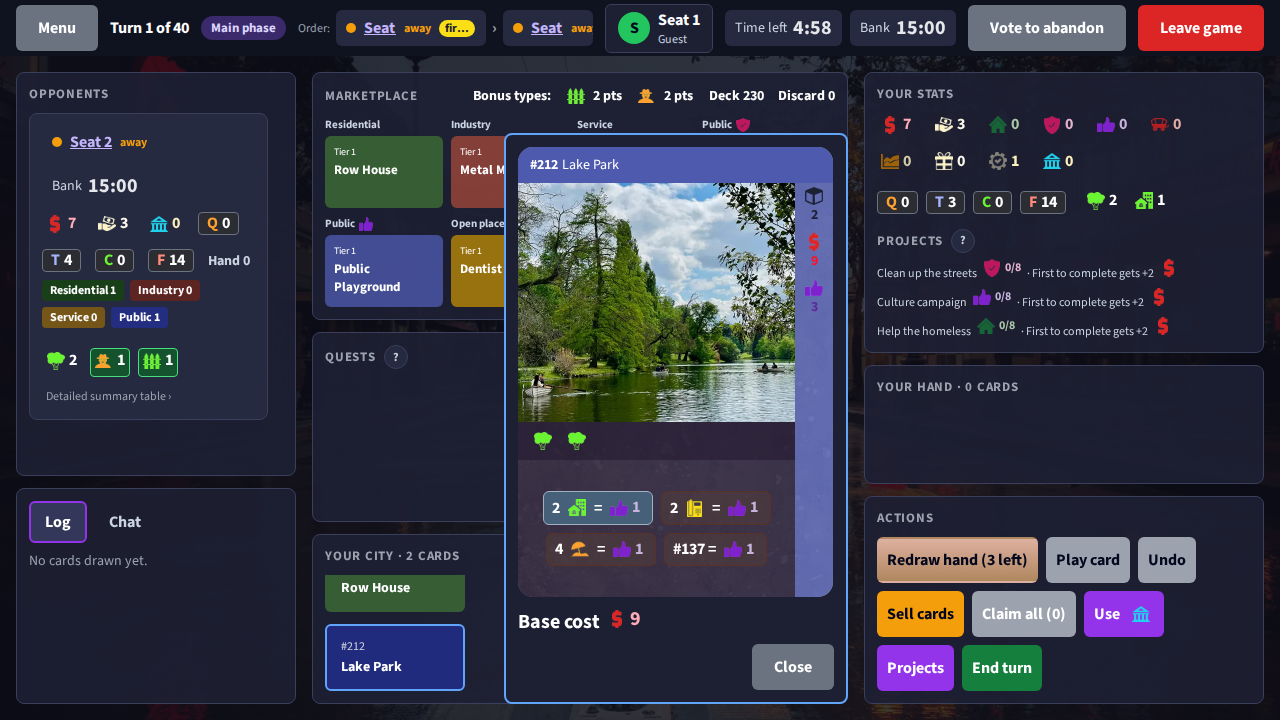 Menu
Turn 1 of 40
Main phase
Order:
Seat away fir...
›
Seat
S
Seat 1
Guest
Time left 4:58
Bank 15:00
Vote to abandon
Leave game
OPPONENTS
Seat 2 away
Bank 15:00
$ 7 3 0 Q 0
T 4 C 0 F 14 Hand 0
Residential 1 Industry 0
Service 0 Public 1
2 1 1
Detailed summary table ›
Log Chat
No cards drawn yet.
MARKETPLACE
Bonus types: 2 pts 2 pts Deck 230 Discard 0
Residential Industry Service Public
Tier 1
Row House
Tier 1
Metal M
Public
Open place
Tier 1
Public
Playground
Tier 1
Dentist
QUESTS ?
YOUR CITY · 2 CARDS
Row House
#212
Lake Park
#212 Lake Park
2
$
9
3
2 = 1
2 = 1
4 = 1
#137 = 1
Base cost $ 9
Close
YOUR STATS
$ 7 3 0 0 0 0
0 0 1 0
Q 0 T 3 C 0 F 14 2 1
PROJECTS ?
Clean up the streets 0/8 · First to complete gets +2 $
Culture campaign 0/8 · First to complete gets +2 $
Help the homeless 0/8 · First to complete gets +2 $
YOUR HAND · 0 CARDS
ACTIONS
Redraw hand (3 left) Play card Undo
Sell cards Claim all (0) Use
Projects End turn